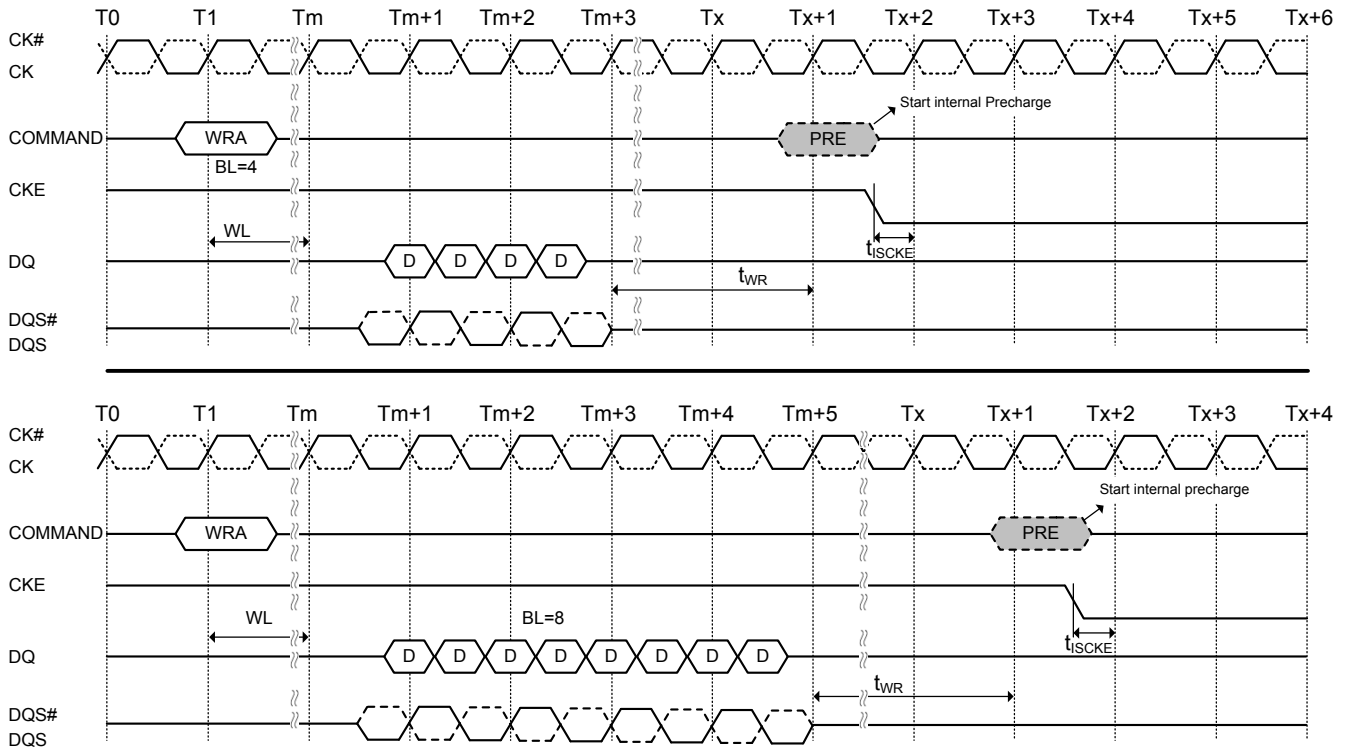 T0 T1 Tm Tm+1 Tm+2 Tm+3 Tx Tx+1 Tx+2 Tx+3 Tx+4 Tx+5 Tx+6
CK#
CK
Start internal Precharge
COMMAND WRA PRE
BL=4
CKE
WL
tISCKE
DQ D D D D
tWR
DQS#
DQS
T0 T1 Tm Tm+1 Tm+2 Tm+3 Tm+4 Tm+5 Tx Tx+1 Tx+2 Tx+3 Tx+4
CK#
CK
Start internal precharge
COMMAND WRA PRE
CKE
WL BL=8
tISCKE
DQ D D D D D D D D
tWR
DQS#
DQS